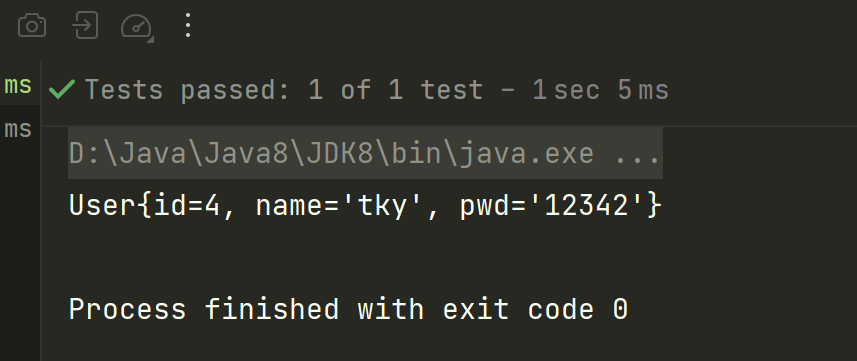 ms
Tests passed: 1 of 1 test – 1 sec 5 ms
ms
D:\Java\Java8\JDK8\bin\java.exe ...
User{id=4, name='tky', pwd='12342'}
Process finished with exit code 0